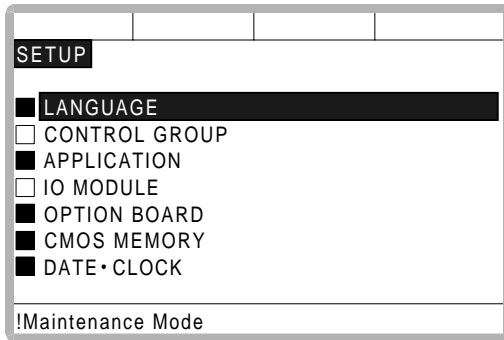 SETUP
LANGUAGE
CONTROL GROUP
APPLICATION
IO MODULE
OPTION BOARD
CMOS MEMORY
DATE・CLOCK
!Maintenance Mode